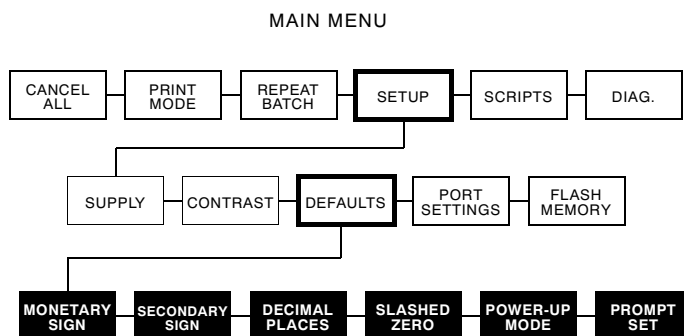 MAIN MENU
CANCEL
ALL
PRINT
MODE
REPEAT
BATCH
SETUP
SCRIPTS
DIAG.
SUPPLY
CONTRAST
DEFAULTS
PORT
SETTINGS
FLASH
MEMORY
MONETARY
SIGN
SECONDARY
SIGN
DECIMAL
PLACES
SLASHED
ZERO
POWER-UP
MODE
PROMPT
SET